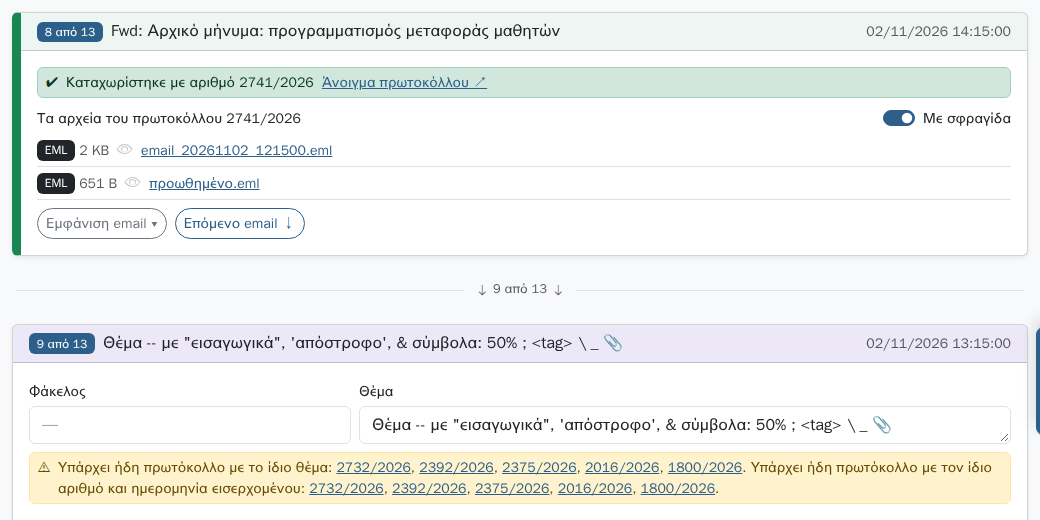 8 από 13 Fwd: Αρχικό μήνυμα: προγραμματισμός μεταφοράς μαθητών 02/11/2026 14:15:00
✔ Καταχωρίστηκε με αριθμό 2741/2026 Άνοιγμα πρωτοκόλλου ↗
Τα αρχεία του πρωτοκόλλου 2741/2026 Με σφραγίδα
EML 2 KB email_20261102_121500.eml
EML 651 B προωθημένο.eml
Εμφάνιση email ▾ Επόμενο email ↓
↓ 9 από 13 ↓
9 από 13 Θέμα -- με "εισαγωγικά", 'απόστροφο', & σύμβολα: 50% ; <tag> \ _ 📎 02/11/2026 13:15:00
Φάκελος Θέμα
— Θέμα -- με "εισαγωγικά", 'απόστροφο', & σύμβολα: 50% ; <tag> \ _ 📎
⚠ Υπάρχει ήδη πρωτόκολλο με το ίδιο θέμα: 2732/2026, 2392/2026, 2375/2026, 2016/2026, 1800/2026. Υπάρχει ήδη πρωτόκολλο με τον ίδιο
αριθμό και ημερομηνία εισερχομένου: 2732/2026, 2392/2026, 2375/2026, 2016/2026, 1800/2026.